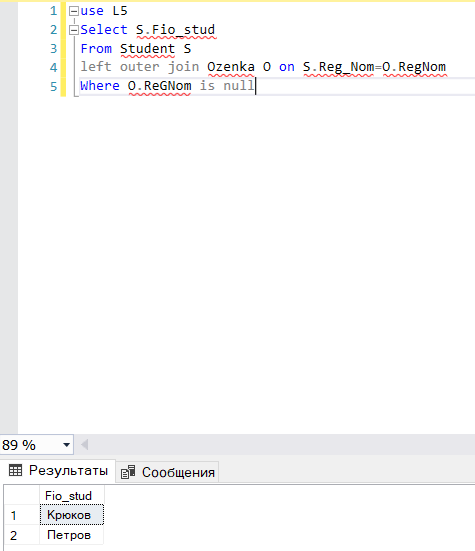 1 use L5
2 Select S.Fio_stud
3 From Student S
4 left outer join Ozenka O on S.Reg_Nom=O.RegNom
5 Where O.ReGNom is null
89 %
Результаты Сообщения
Fio_stud
1 Крюков
2 Петров